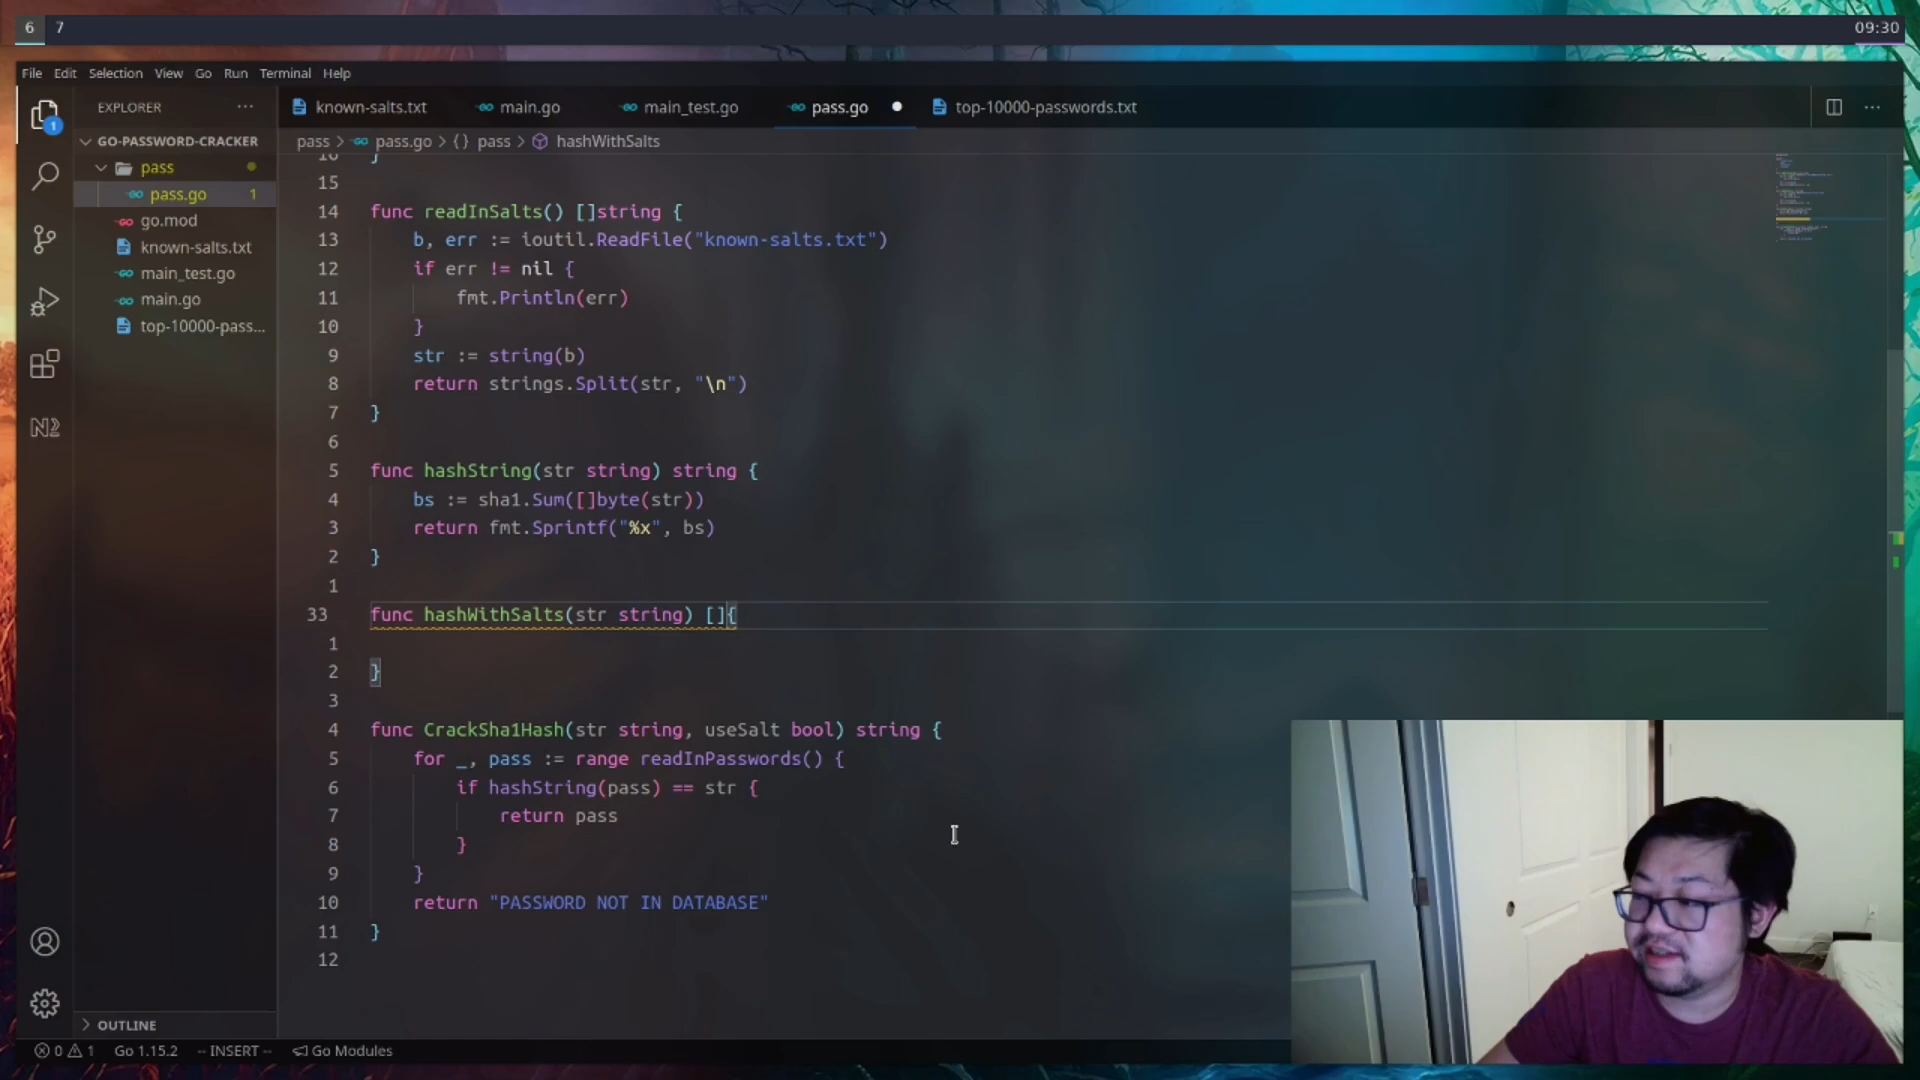 6 7 09:30
File Edit Selection View Go Run Terminal Help
EXPLORER ···
known-salts.txt main.go main_test.go pass.go ● top-10000-passwords.txt ···
GO-PASSWORD-CRACKER
pass > pass.go > {} pass > hashWithSalts
pass
pass.go 1
go.mod
known-salts.txt
main_test.go
main.go
top-10000-pass...
16 }
15
14 func readInSalts() []string {
13 b, err := ioutil.ReadFile("known-salts.txt")
12 if err != nil {
11 fmt.Println(err)
10 }
9 str := string(b)
8 return strings.Split(str, "\n")
7 }
6
5 func hashString(str string) string {
4 bs := sha1.Sum([]byte(str))
3 return fmt.Sprintf("%x", bs)
2 }
1
33 func hashWithSalts(str string) []{
1
2 }
3
4 func CrackSha1Hash(str string, useSalt bool) string {
5 for _, pass := range readInPasswords() {
6 if hashString(pass) == str {
7 return pass
8 }
9 }
10 return "PASSWORD NOT IN DATABASE"
11 }
12
1
N2
OUTLINE
0 1 Go 1.15.2 -- INSERT -- Go Modules